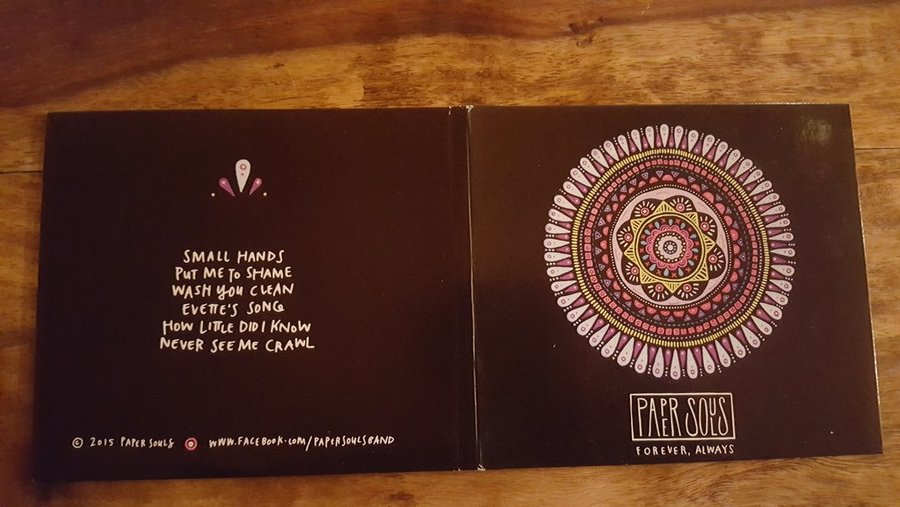 SMALL HANDS
PUT ME TO SHAME
WASH YOU CLEAN
EVETTE'S SONG
HOW LITTLE DID I KNOW
NEVER SEE ME CRAWL
© 2015 PAPER SOULS
WWW.FACEBOOK.COM/PAPERSOULSBAND
PAPER SOULS
FOREVER, ALWAYS